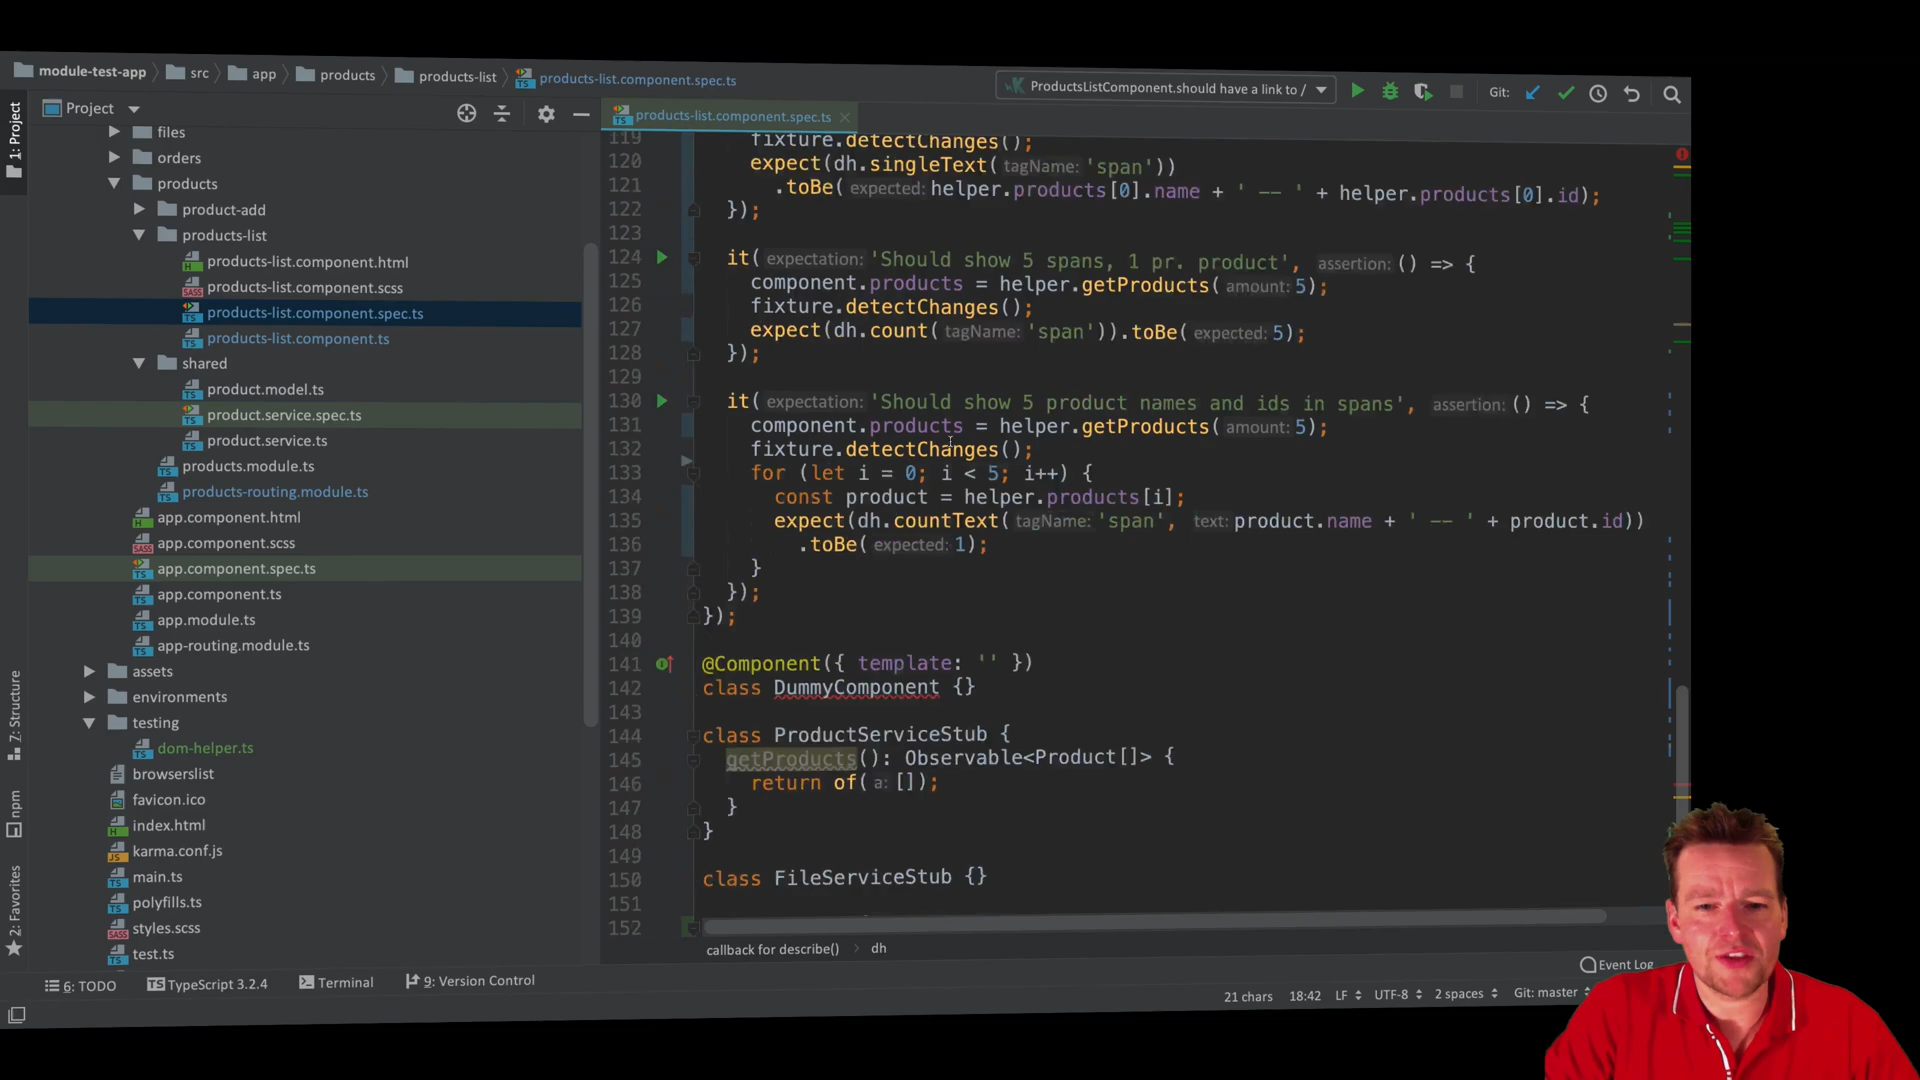 module-test-app
src
app
products
products-list
products-list.component.spec.ts
ProductsListComponent.should have a link to /
Git:
1: Project
Project
files
orders
products
product-add
products-list
products-list.component.html
products-list.component.scss
products-list.component.spec.ts
products-list.component.ts
shared
product.model.ts
product.service.spec.ts
product.service.ts
products.module.ts
products-routing.module.ts
app.component.html
app.component.scss
app.component.spec.ts
app.component.ts
app.module.ts
app-routing.module.ts
assets
environments
testing
dom-helper.ts
browserslist
favicon.ico
index.html
karma.conf.js
main.ts
polyfills.ts
styles.scss
test.ts
7: Structure
npm
2: Favorites
products-list.component.spec.ts
119 fixture.detectChanges();
120 expect(dh.singleText( tagName: 'span'))
121 .toBe( expected: helper.products[0].name + ' -- ' + helper.products[0].id);
122 });
123
124 it( expectation: 'Should show 5 spans, 1 pr. product', assertion: () => {
125 component.products = helper.getProducts( amount: 5);
126 fixture.detectChanges();
127 expect(dh.count( tagName: 'span')).toBe( expected: 5);
128 });
129
130 it( expectation: 'Should show 5 product names and ids in spans', assertion: () => {
131 component.products = helper.getProducts( amount: 5);
132 fixture.detectChanges();
133 for (let i = 0; i < 5; i++) {
134 const product = helper.products[i];
135 expect(dh.countText( tagName: 'span', text: product.name + ' -- ' + product.id))
136 .toBe( expected: 1);
137 }
138 });
139 });
140
141 @Component({ template: '' })
142 class DummyComponent {}
143
144 class ProductServiceStub {
145 getProducts(): Observable<Product[]> {
146 return of( a: []);
147 }
148 }
149
150 class FileServiceStub {}
151
152
callback for describe()
dh
6: TODO
TypeScript 3.2.4
Terminal
9: Version Control
Event Log
21 chars
18:42
LF
UTF-8
2 spaces
Git: master